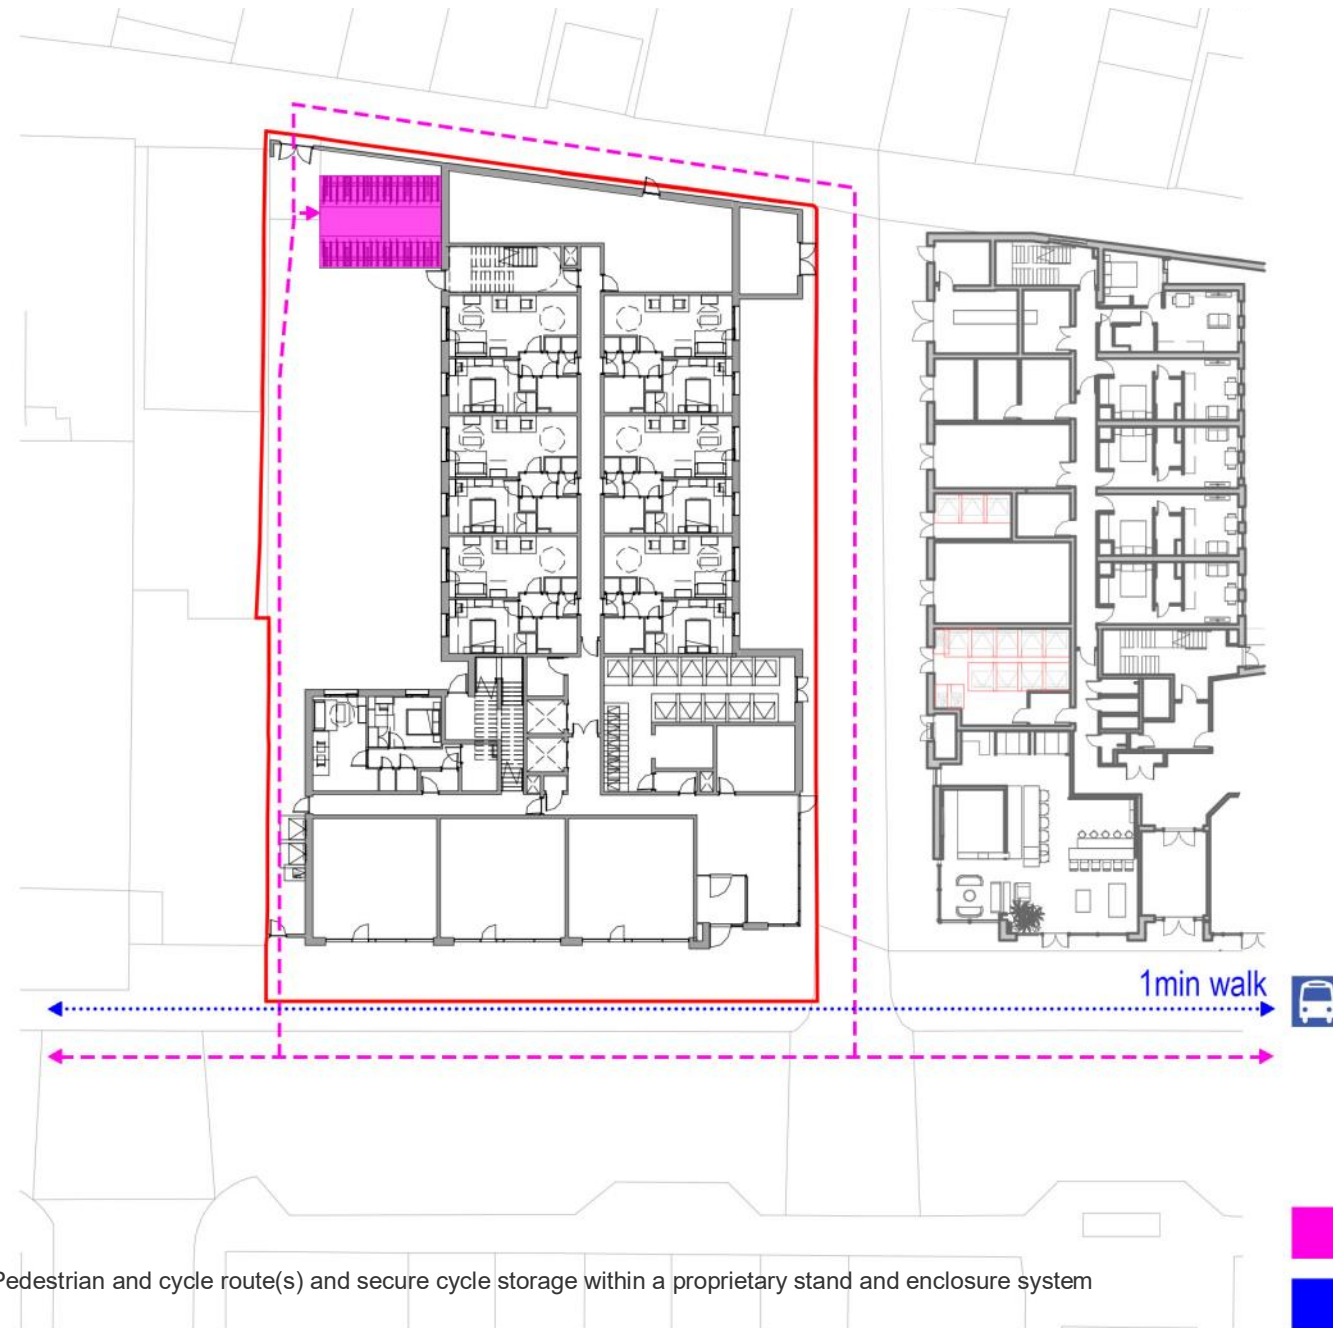 1min walk
Pedestrian and cycle route(s) and secure cycle storage within a proprietary stand and enclosure system